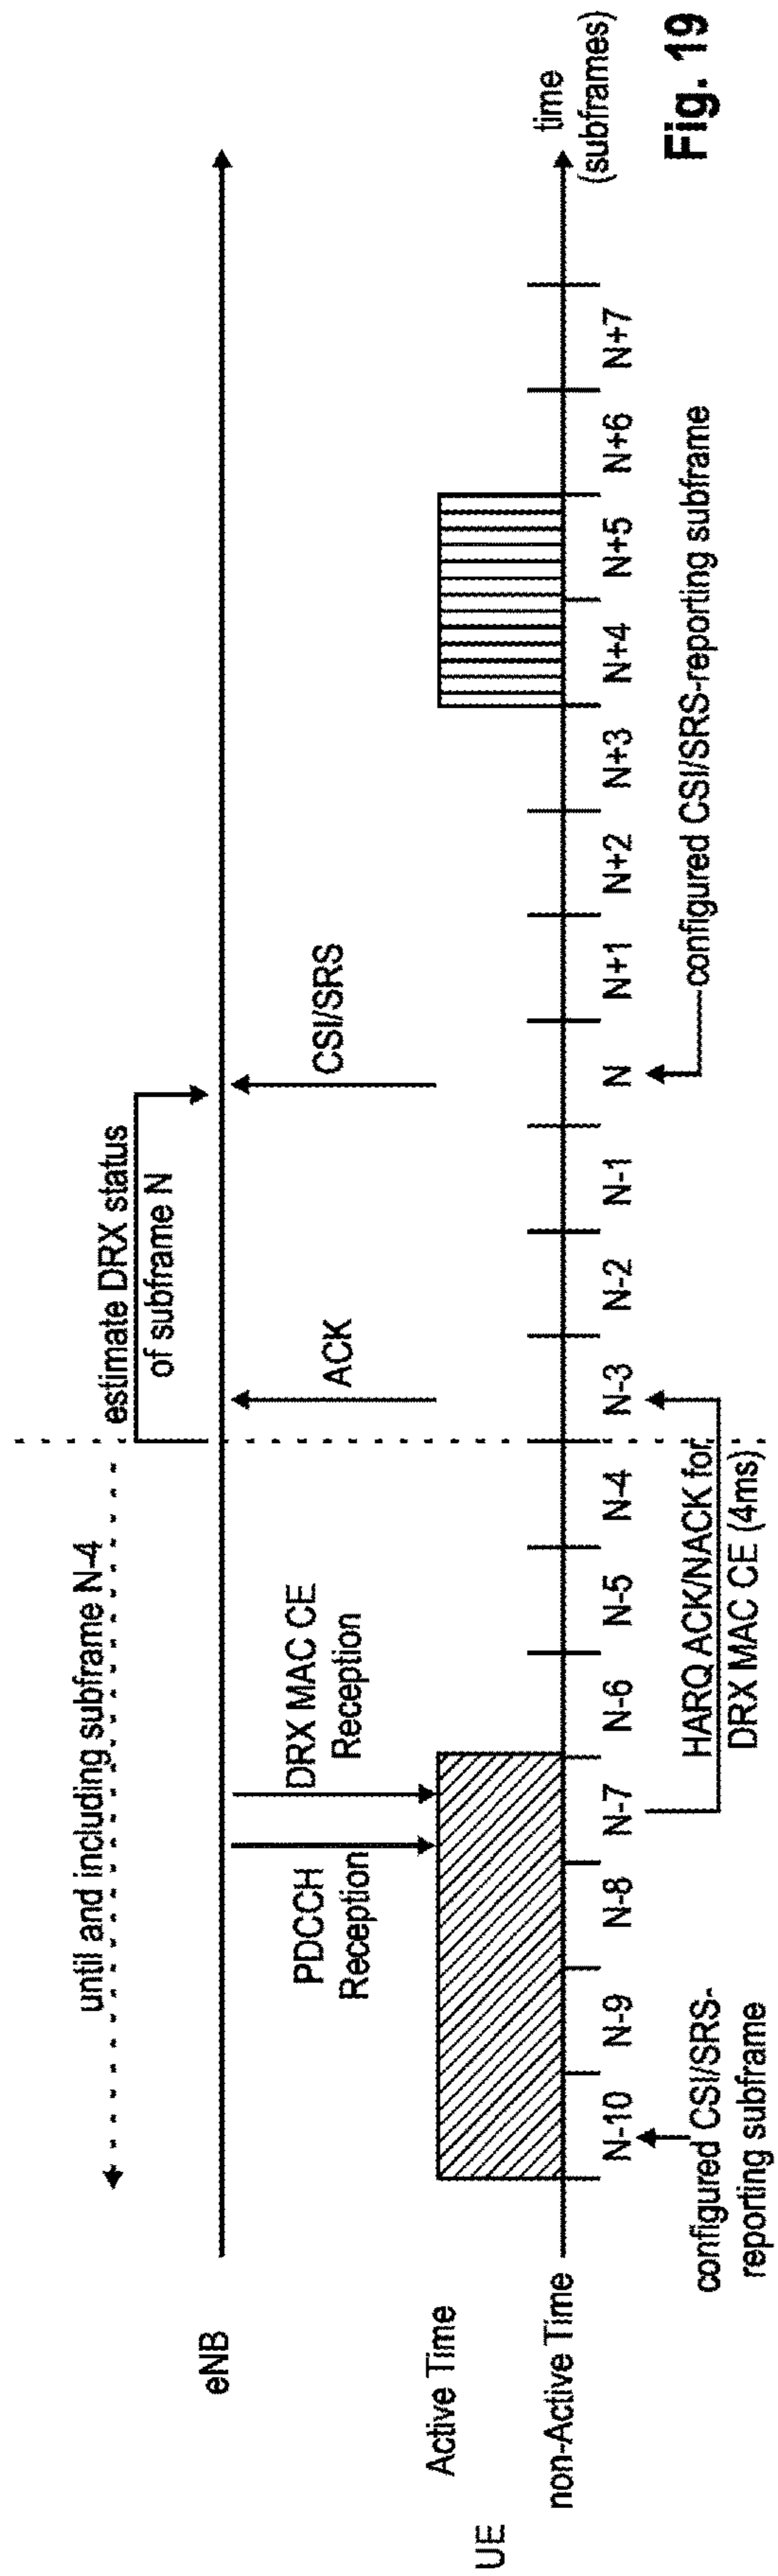 until and including subframe N-4
estimate DRX status
of subframe N
eNB
PDCCH
Reception
DRX MAC CE
Reception
ACK
CSI/SRS
UE
Active Time
non-Active Time
time
(subframes)
N-10
N-9
N-8
N-7
N-6
N-5
N-4
N-3
N-2
N-1
N
N+1
N+2
N+3
N+4
N+5
N+6
N+7
configured CSI/SRS-
reporting subframe
HARQ ACK/NACK for
DRX MAC CE (4ms)
configured CSI/SRS-reporting subframe
Fig. 19